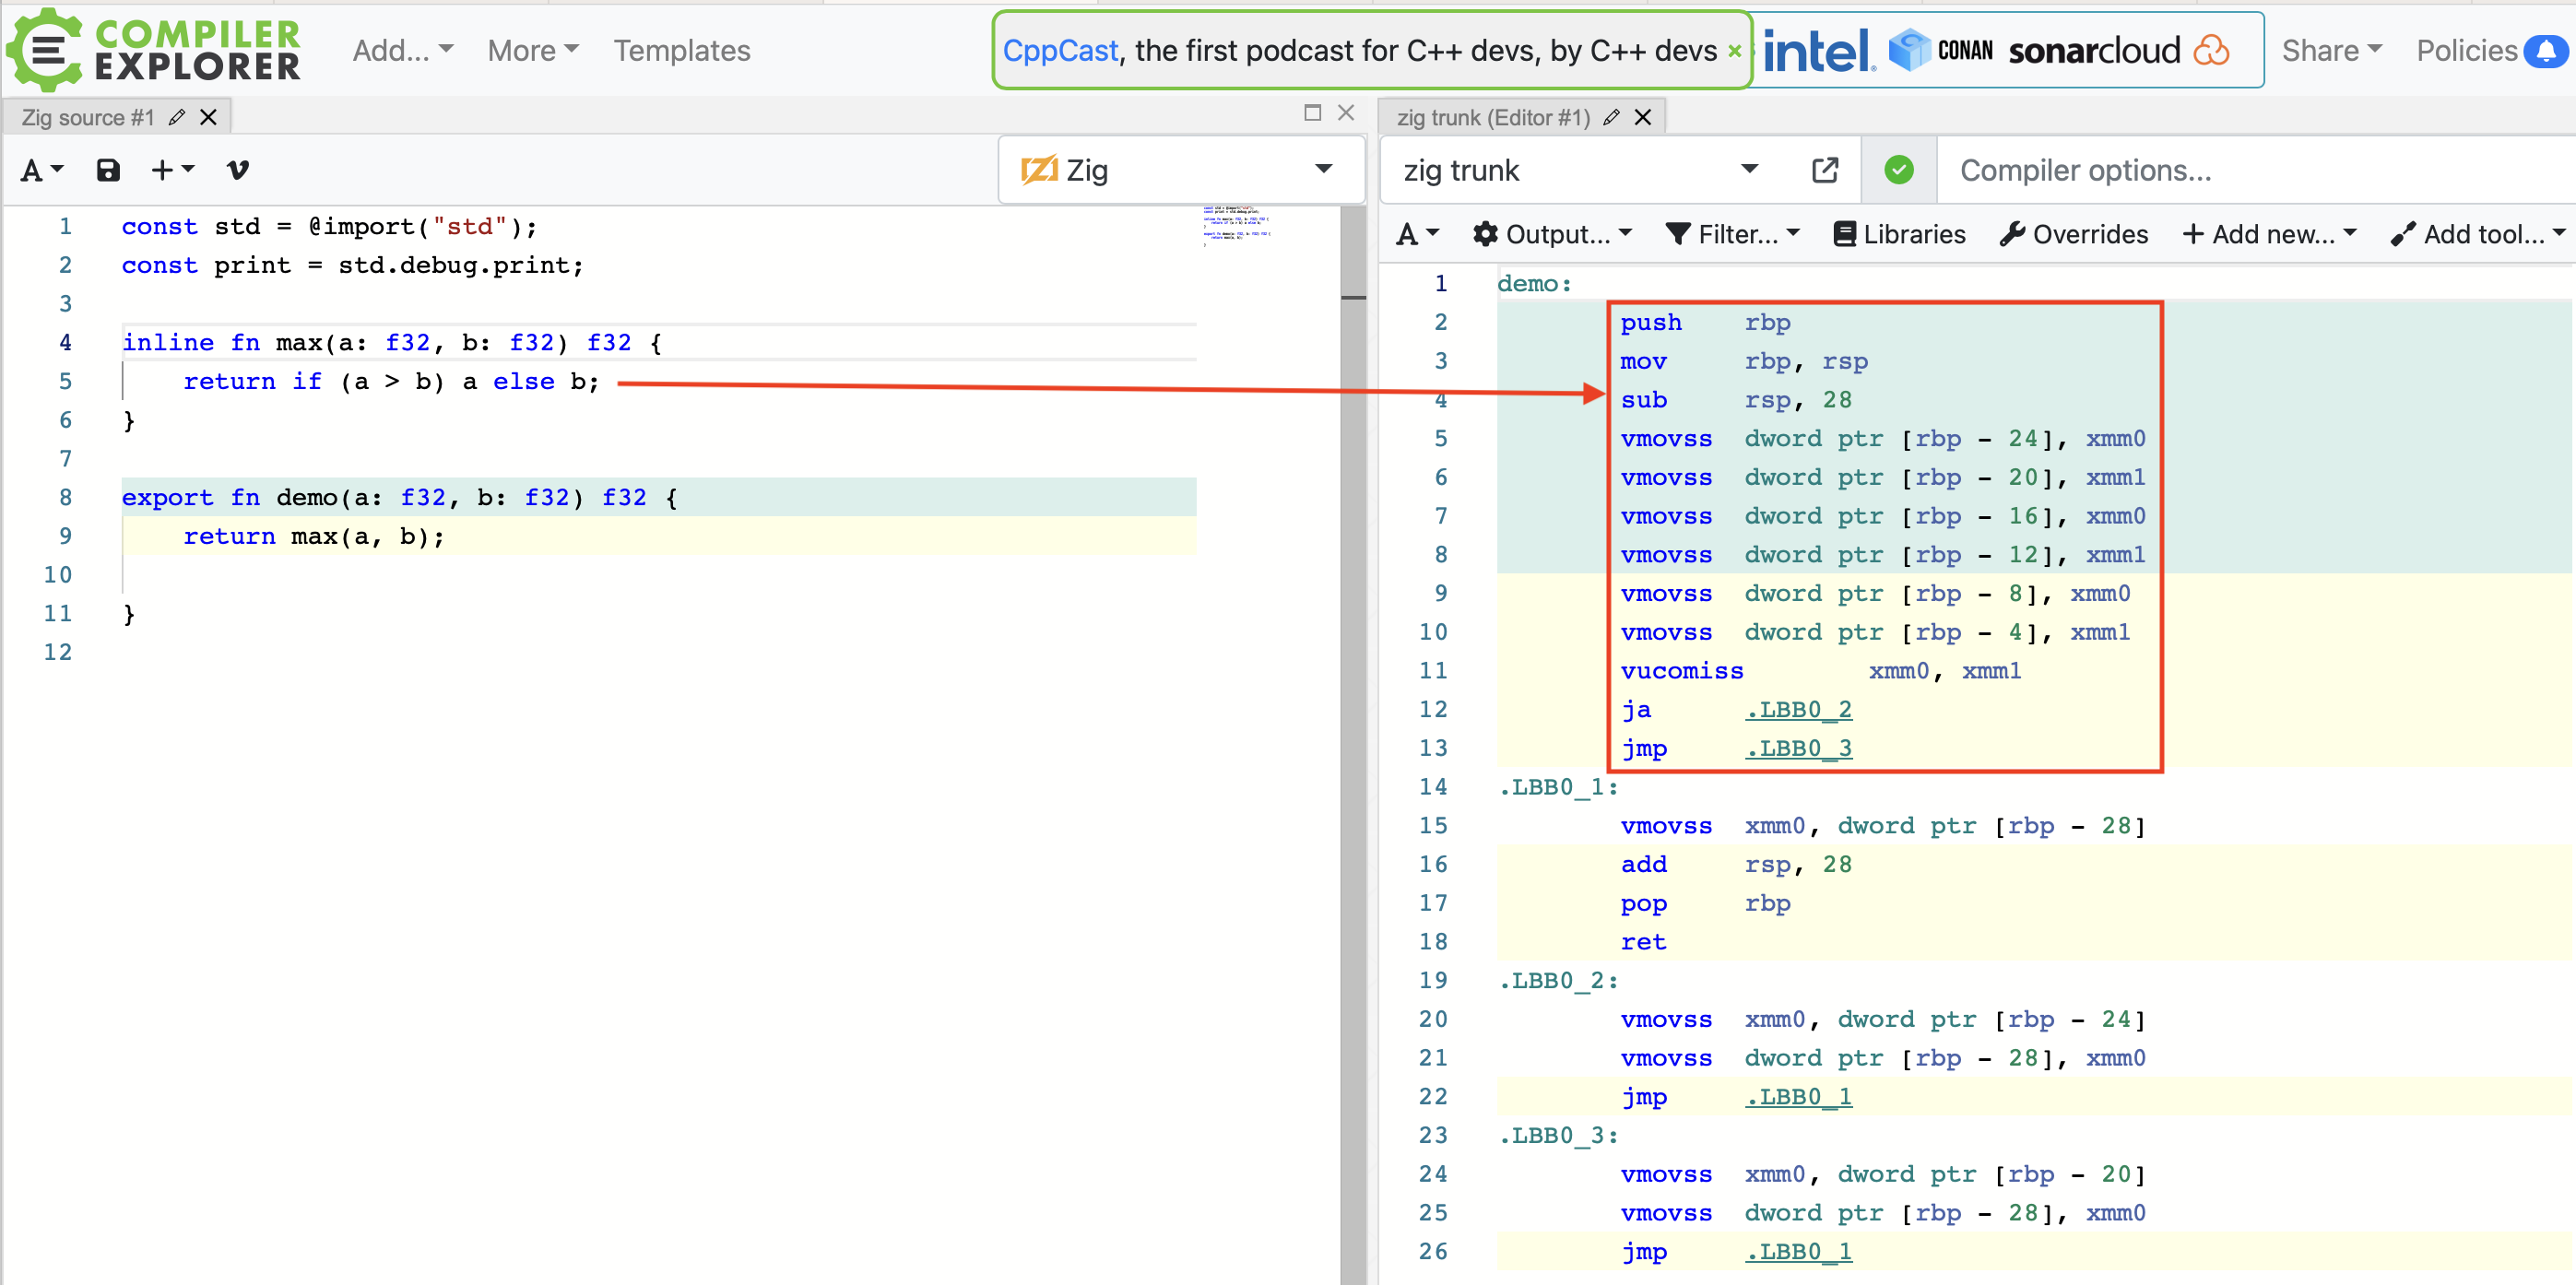 COMPILER EXPLORER Add... More Templates CppCast, the first podcast for C++ devs, by C++ devs × intel. CONAN sonarcloud Share Policies
Zig source #1
A + Zig
1 const std = @import("std");
2 const print = std.debug.print;
3
4 inline fn max(a: f32, b: f32) f32 {
5 return if (a > b) a else b;
6 }
7
8 export fn demo(a: f32, b: f32) f32 {
9 return max(a, b);
10
11 }
12
zig trunk (Editor #1)
zig trunk Compiler options...
A Output... Filter... Libraries Overrides + Add new... Add tool...
1 demo:
2 push rbp
3 mov rbp, rsp
4 sub rsp, 28
5 vmovss dword ptr [rbp - 24], xmm0
6 vmovss dword ptr [rbp - 20], xmm1
7 vmovss dword ptr [rbp - 16], xmm0
8 vmovss dword ptr [rbp - 12], xmm1
9 vmovss dword ptr [rbp - 8], xmm0
10 vmovss dword ptr [rbp - 4], xmm1
11 vucomiss xmm0, xmm1
12 ja .LBB0_2
13 jmp .LBB0_3
14 .LBB0_1:
15 vmovss xmm0, dword ptr [rbp - 28]
16 add rsp, 28
17 pop rbp
18 ret
19 .LBB0_2:
20 vmovss xmm0, dword ptr [rbp - 24]
21 vmovss dword ptr [rbp - 28], xmm0
22 jmp .LBB0_1
23 .LBB0_3:
24 vmovss xmm0, dword ptr [rbp - 20]
25 vmovss dword ptr [rbp - 28], xmm0
26 jmp .LBB0_1